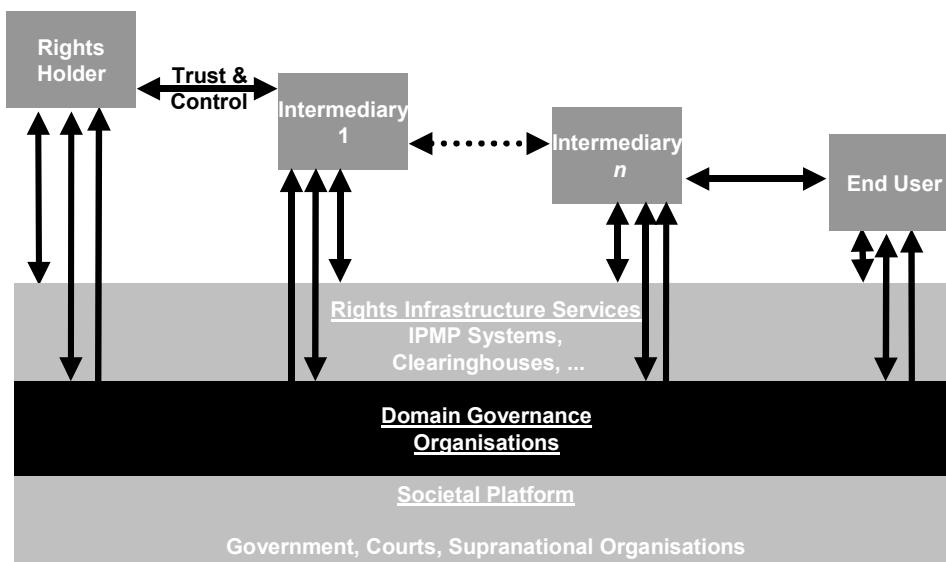 Rights
Holder
Trust &
Control
Intermediary
1
Intermediary
n
End User
Rights Infrastructure Services
IPMP Systems,
Clearinghouses, ...
Domain Governance
Organisations
Societal Platform
Government, Courts, Supranational Organisations